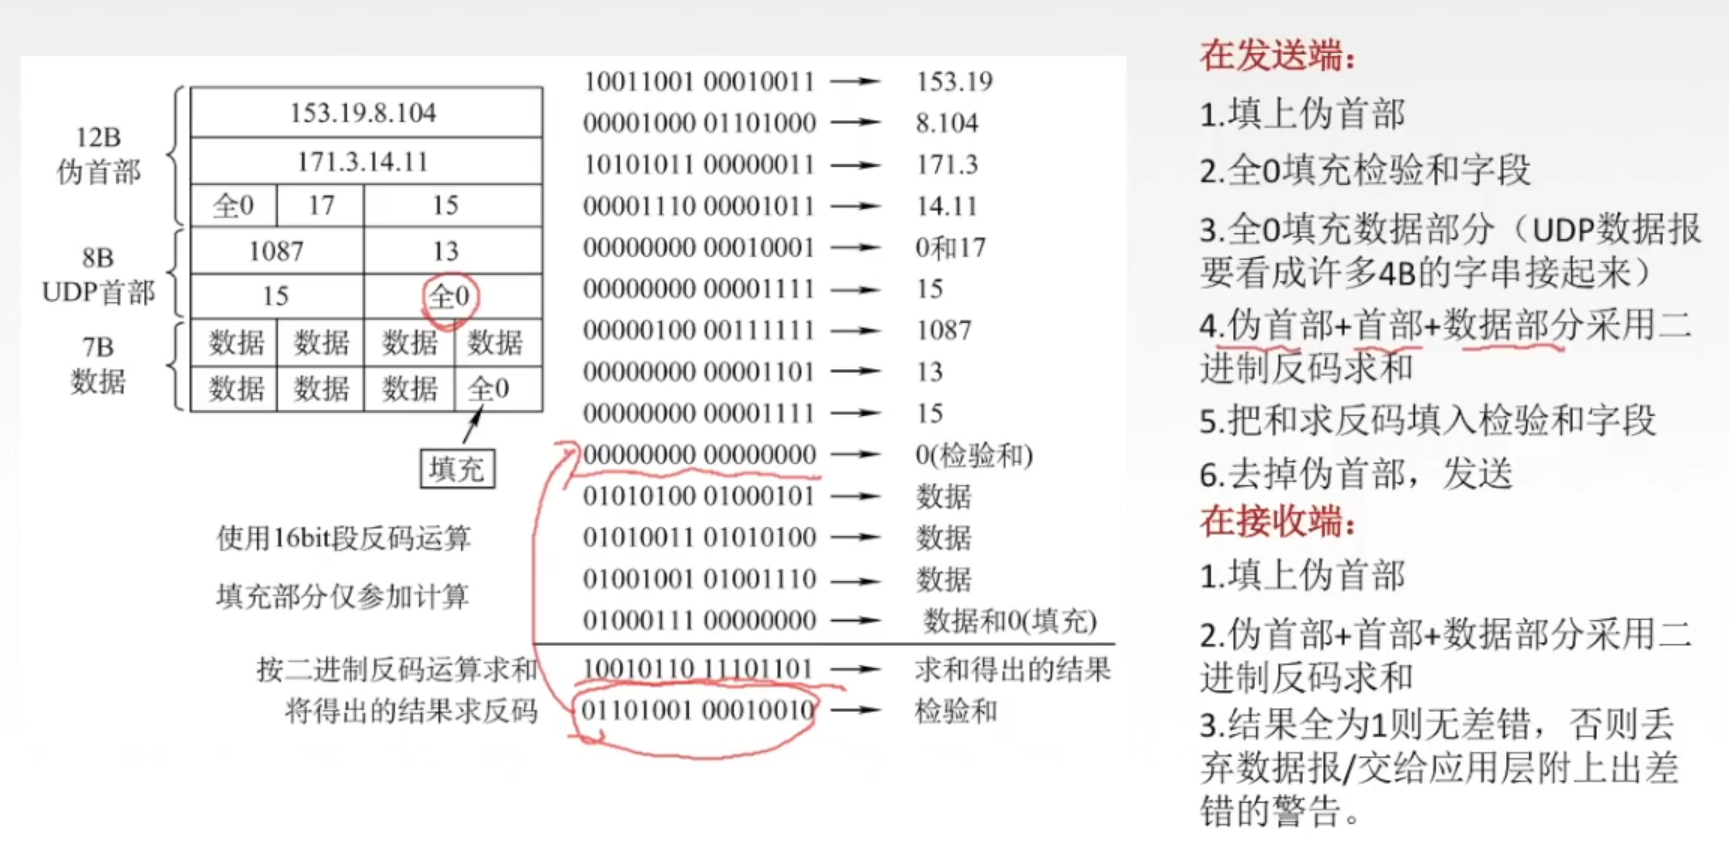 12B
伪首部
153.19.8.104
171.3.14.11
全0 17 15
8B
UDP首部
1087 13
15 全0
7B
数据
数据 数据 数据 数据
数据 数据 数据 全0
填充
使用16bit段反码运算
填充部分仅参加计算
10011001 00010011 → 153.19
00001000 01101000 → 8.104
10101011 00000011 → 171.3
00001110 00001011 → 14.11
00000000 00010001 → 0和17
00000000 00001111 → 15
00000100 00111111 → 1087
00000000 00001101 → 13
00000000 00001111 → 15
00000000 00000000 → 0(检验和)
01010100 01000101 → 数据
01010011 01010100 → 数据
01001001 01001110 → 数据
01000111 00000000 → 数据和0(填充)
按二进制反码运算求和 10010110 11101101 → 求和得出的结果
将得出的结果求反码 01101001 00010010 → 检验和
在发送端：
1.填上伪首部
2.全0填充检验和字段
3.全0填充数据部分（UDP数据报
要看成许多4B的字串接起来）
4.伪首部+首部+数据部分采用二
进制反码求和
5.把和求反码填入检验和字段
6.去掉伪首部，发送
在接收端：
1.填上伪首部
2.伪首部+首部+数据部分采用二
进制反码求和
3.结果全为1则无差错，否则丢
弃数据报/交给应用层附上出差
错的警告。